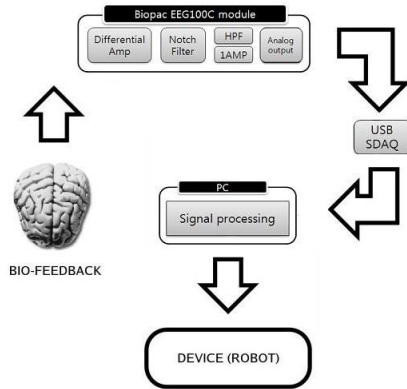 Biopac EEG100C module
Differential
Amp
Notch
Filter
HPF
1AMP
Analog
output
USB
SDAQ
PC
Signal processing
BIO-FEEDBACK
DEVICE (ROBOT)